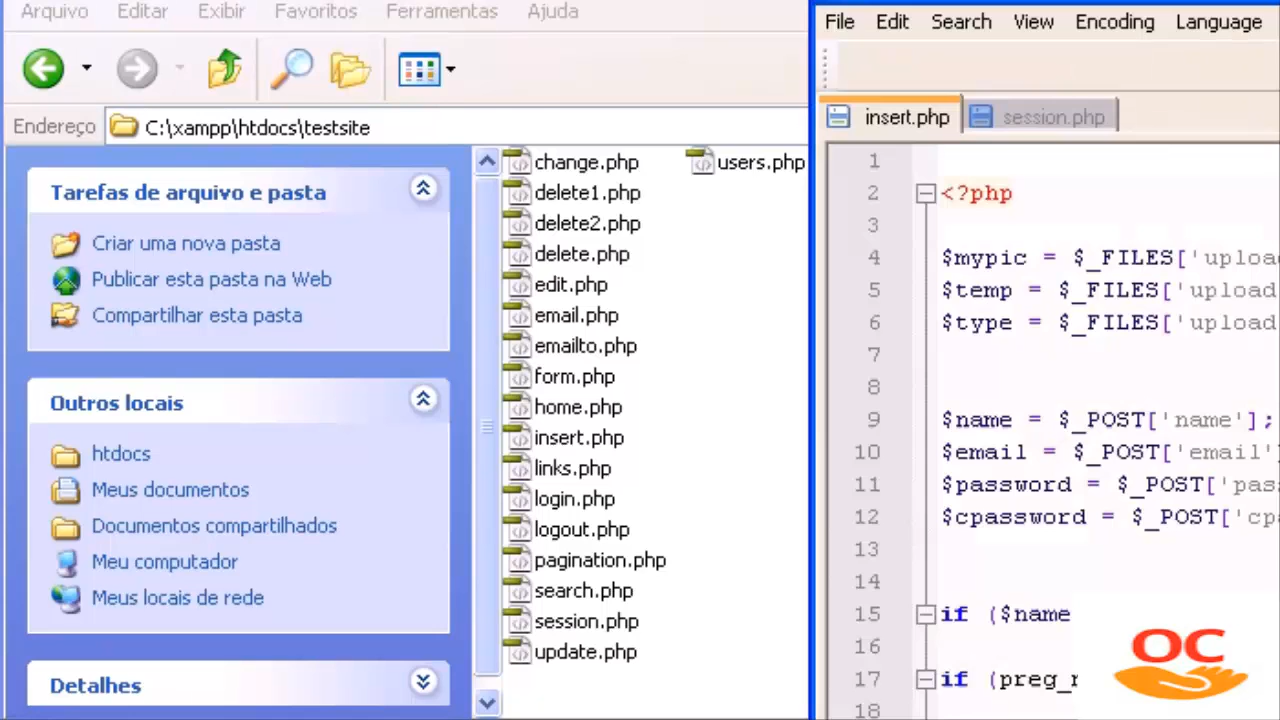 Arquivo Editar Exibir Favoritos Ferramentas Ajuda
Endereço C:\xampp\htdocs\testsite
Tarefas de arquivo e pasta
Criar uma nova pasta
Publicar esta pasta na Web
Compartilhar esta pasta
Outros locais
htdocs
Meus documentos
Documentos compartilhados
Meu computador
Meus locais de rede
Detalhes
change.php
delete1.php
delete2.php
delete.php
edit.php
email.php
emailto.php
form.php
home.php
insert.php
links.php
login.php
logout.php
pagination.php
search.php
session.php
update.php
users.php
File Edit Search View Encoding Language
insert.php session.php
1
2 <?php
3
4 $mypic = $_FILES['upload
5 $temp = $_FILES['upload
6 $type = $_FILES['upload
7
8
9 $name = $_POST['name'];
10 $email = $_POST['email'
11 $password = $_POST['pas
12 $cpassword = $_POST['cp
13
14
15 if ($name
16
17 if (preg_
18
OC